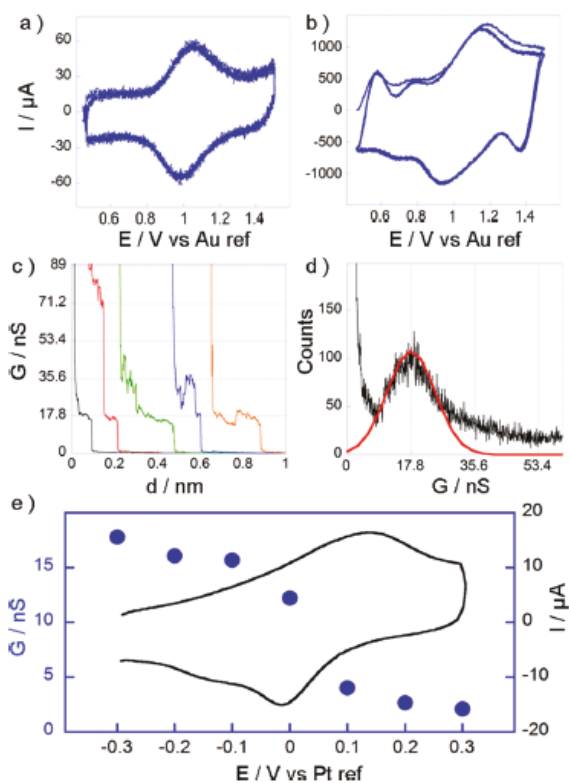 a )
b )
60
30
0
-30
-60
I / μA
0.6 0.8 1 1.2 1.4
E / V vs Au ref
1000
500
0
-500
-1000
0.6 0.8 1 1.2 1.4
E / V vs Au ref
c )
89
71.2
53.4
35.6
17.8
0
G / nS
0 0.2 0.4 0.6 0.8 1
d / nm
d )
150
100
50
0
Counts
0 17.8 35.6 53.4
G / nS
e )
15
10
5
0
G / nS
20
10
0
-10
-20
I / μA
-0.3 -0.2 -0.1 0 0.1 0.2 0.3
E / V vs Pt ref